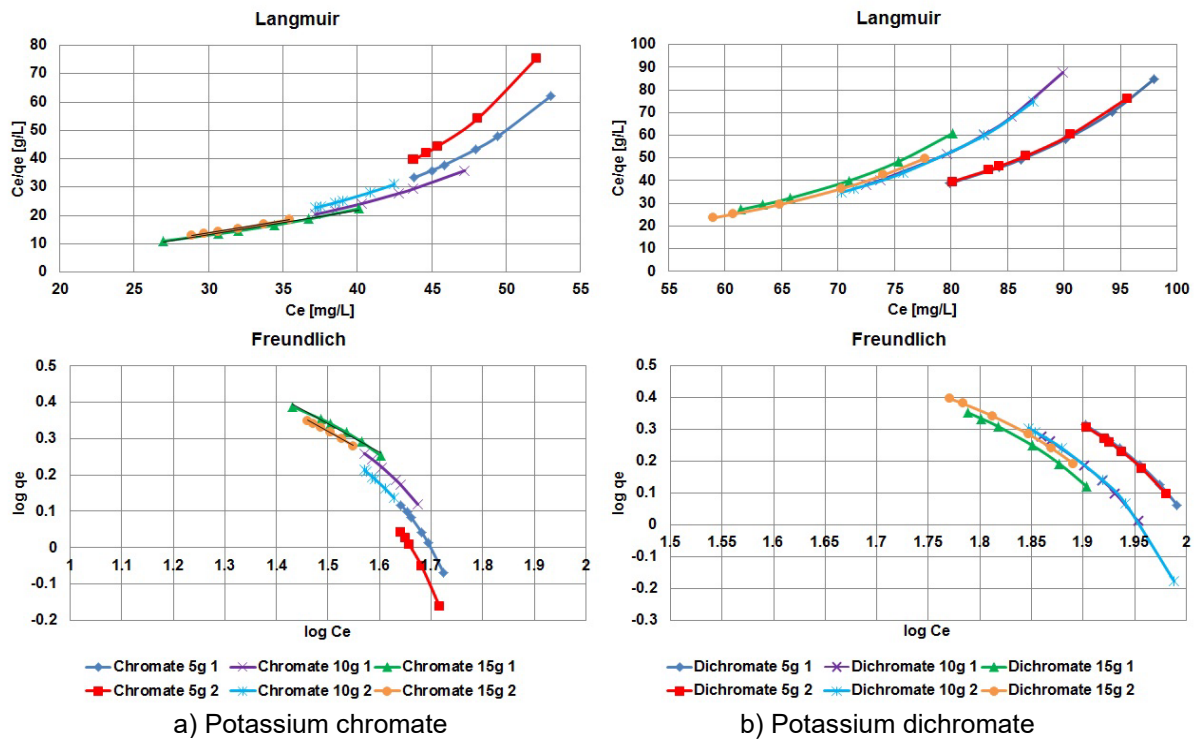 Langmuir
80
70
60
50
40
30
20
10
0
Ce/qe [g/L]
20 25 30 35 40 45 50 55
Ce [mg/L]
Langmuir
100
90
80
70
60
50
40
30
20
10
0
Ce/qe [g/L]
55 60 65 70 75 80 85 90 95 100
Ce [mg/L]
Freundlich
0.5
0.4
0.3
0.2
0.1
0
-0.1
-0.2
log qe
1 1.1 1.2 1.3 1.4 1.5 1.6 1.7 1.8 1.9 2
log Ce
Chromate 5g 1 Chromate 10g 1 Chromate 15g 1
Chromate 5g 2 Chromate 10g 2 Chromate 15g 2
a) Potassium chromate
Freundlich
0.5
0.4
0.3
0.2
0.1
0
-0.1
-0.2
-0.3
log qe
1.5 1.55 1.6 1.65 1.7 1.75 1.8 1.85 1.9 1.95 2
log Ce
Dichromate 5g 1 Dichromate 10g 1 Dichromate 15g 1
Dichromate 5g 2 Dichromate 10g 2 Dichromate 15g 2
b) Potassium dichromate